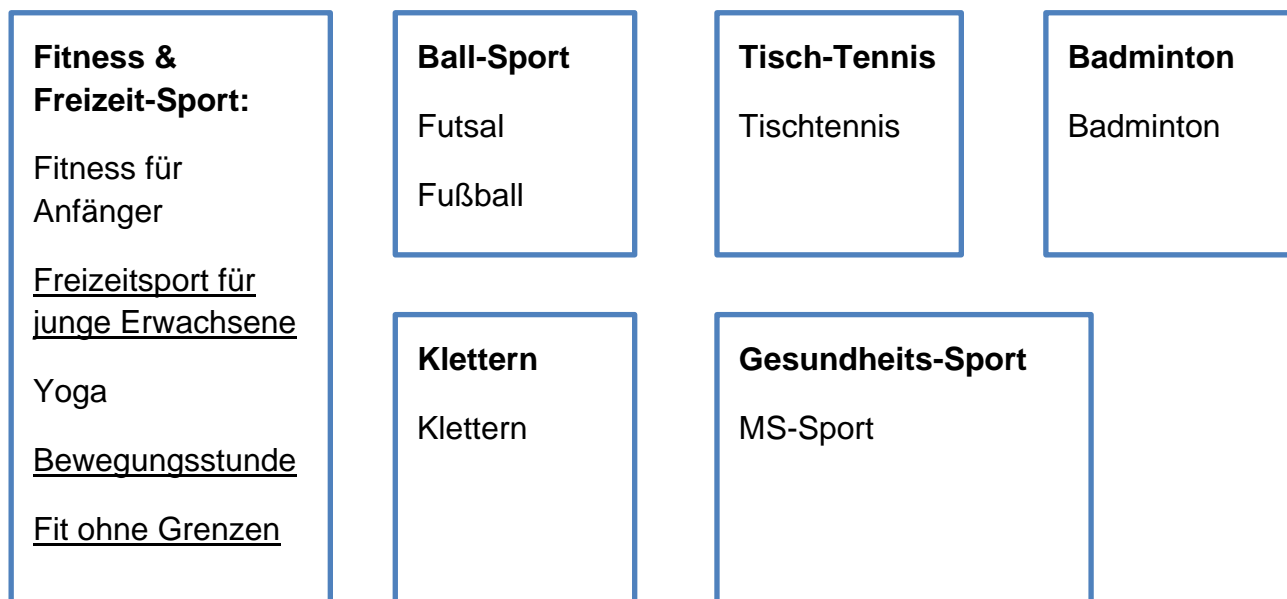 Fitness &
Freizeit-Sport:
Fitness für
Anfänger
Freizeitsport für
junge Erwachsene
Yoga
Bewegungsstunde
Fit ohne Grenzen
Ball-Sport
Futsal
Fußball
Tisch-Tennis
Tischtennis
Badminton
Badminton
Klettern
Klettern
Gesundheits-Sport
MS-Sport